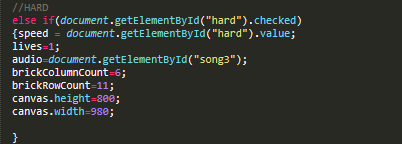 //HARD
else if(document.getElementById("hard").checked)
{speed = document.getElementById("hard").value;
lives=1;
audio=document.getElementById("song3");
brickColumnCount=6;
brickRowCount=11;
canvas.height=800;
canvas.width=980;
}